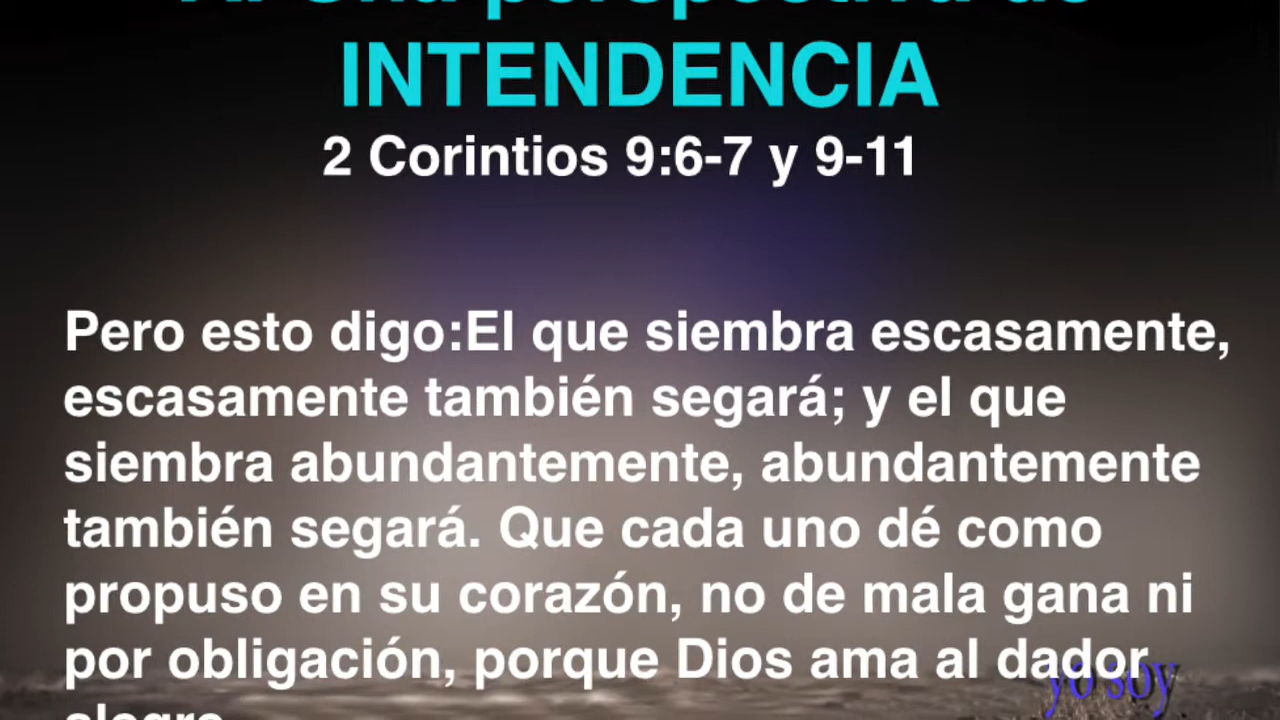 INTENDENCIA
2 Corintios 9:6-7 y 9-11
Pero esto digo:El que siembra escasamente,
escasamente también segará; y el que
siembra abundantemente, abundantemente
también segará. Que cada uno dé como
propuso en su corazón, no de mala gana ni
por obligación, porque Dios ama al dador
yo soy